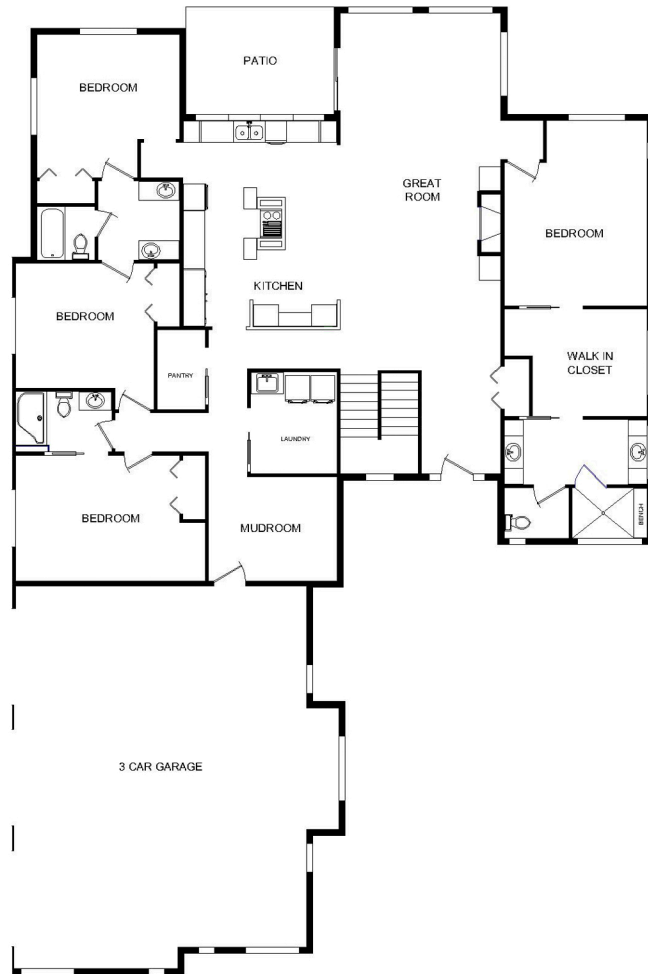 PATIO
BEDROOM
GREAT
ROOM
BEDROOM
KITCHEN
BEDROOM
WALK IN
CLOSET
PANTRY
LAUNDRY
BEDROOM
MUDROOM
BENCH
3 CAR GARAGE